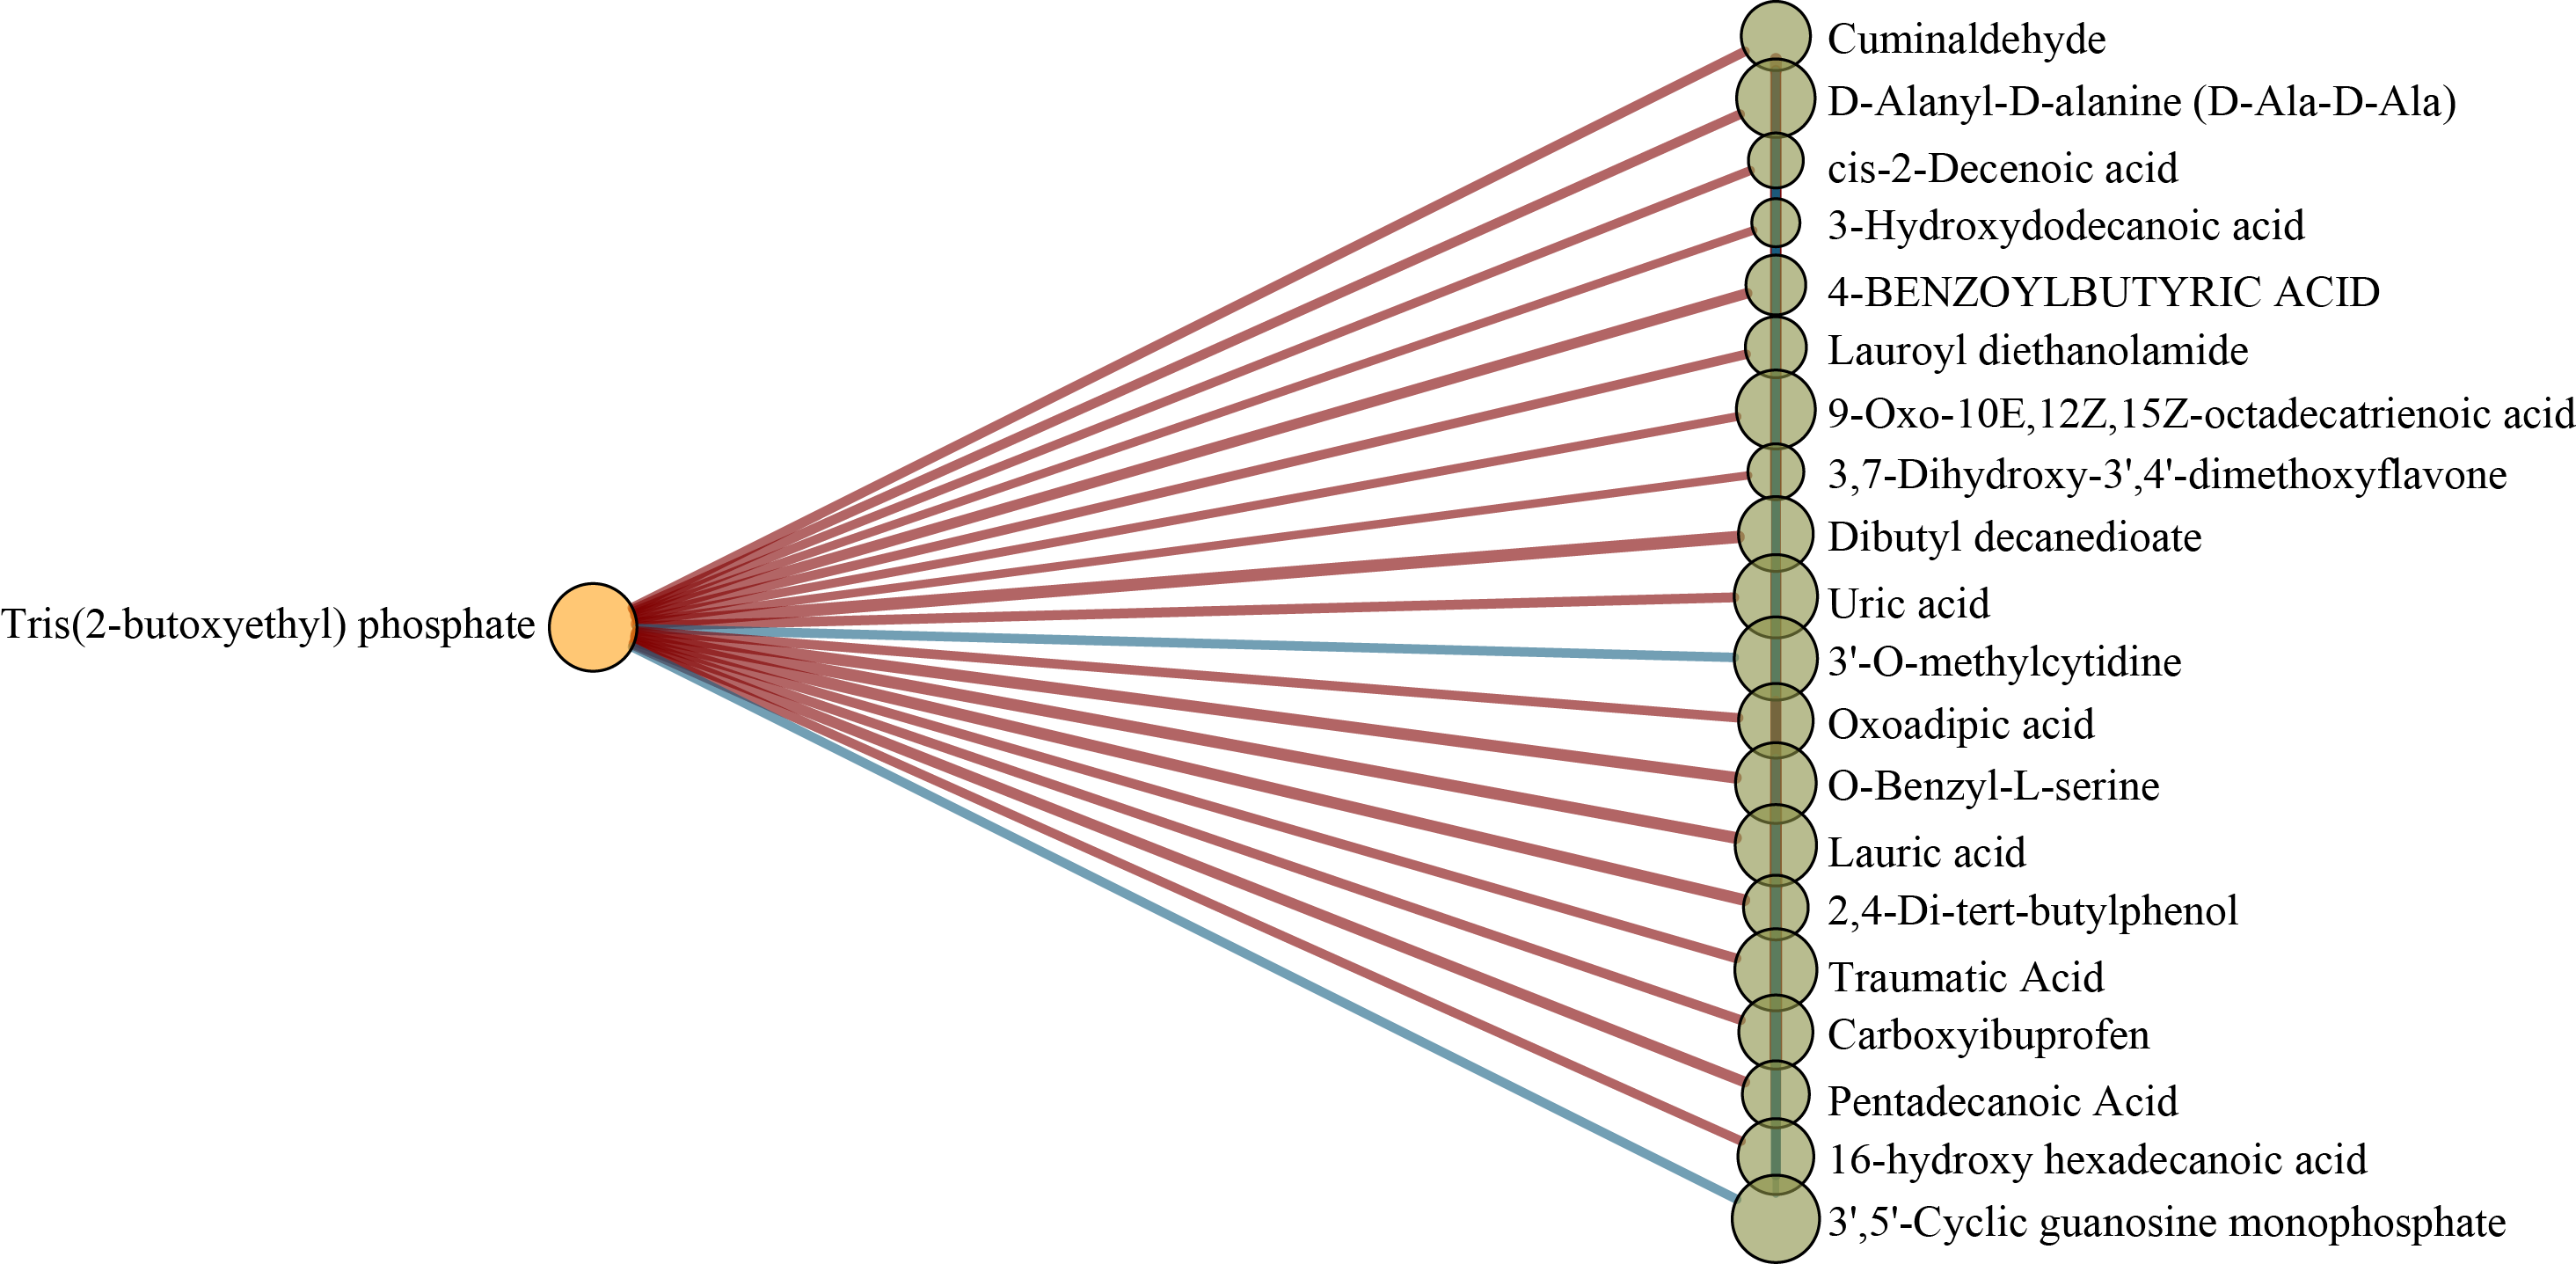 Tris(2-butoxyethyl) phosphate
Cuminaldehyde
D-Alanyl-D-alanine (D-Ala-D-Ala)
cis-2-Decenoic acid
3-Hydroxydodecanoic acid
4-BENZOYLBUTYRIC ACID
Lauroyl diethanolamide
9-Oxo-10E,12Z,15Z-octadecatrienoic acid
3,7-Dihydroxy-3',4'-dimethoxyflavone
Dibutyl decanedioate
Uric acid
3'-O-methylcytidine
Oxoadipic acid
O-Benzyl-L-serine
Lauric acid
2,4-Di-tert-butylphenol
Traumatic Acid
Carboxyibuprofen
Pentadecanoic Acid
16-hydroxy hexadecanoic acid
3',5'-Cyclic guanosine monophosphate